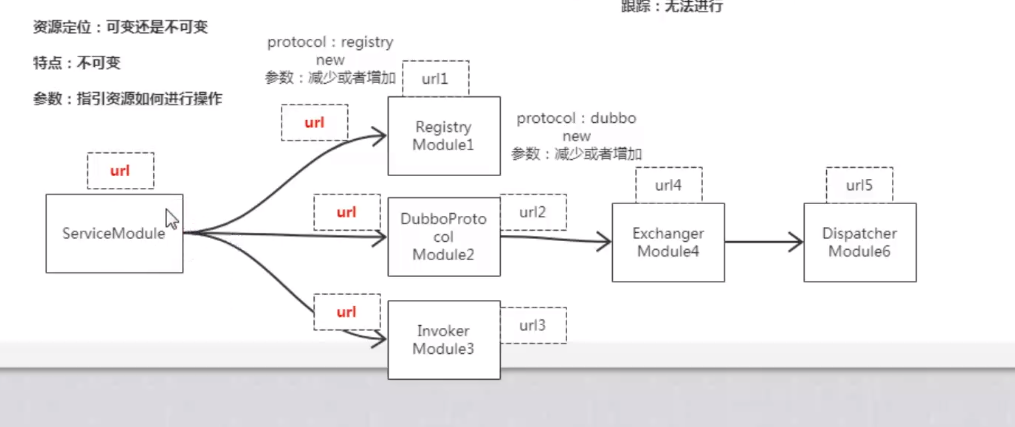 跟踪：无法进行
资源定位：可变还是不可变
特点：不可变
参数：指引资源如何进行操作
protocol：registry
new
参数：减少或者增加
url1
url
Registry
Module1
protocol：dubbo
new
参数：减少或者增加
url
ServiceModule
url
DubboProto
col
Module2
url2
url4
Exchanger
Module4
url5
Dispatcher
Module6
url
Invoker
Module3
url3